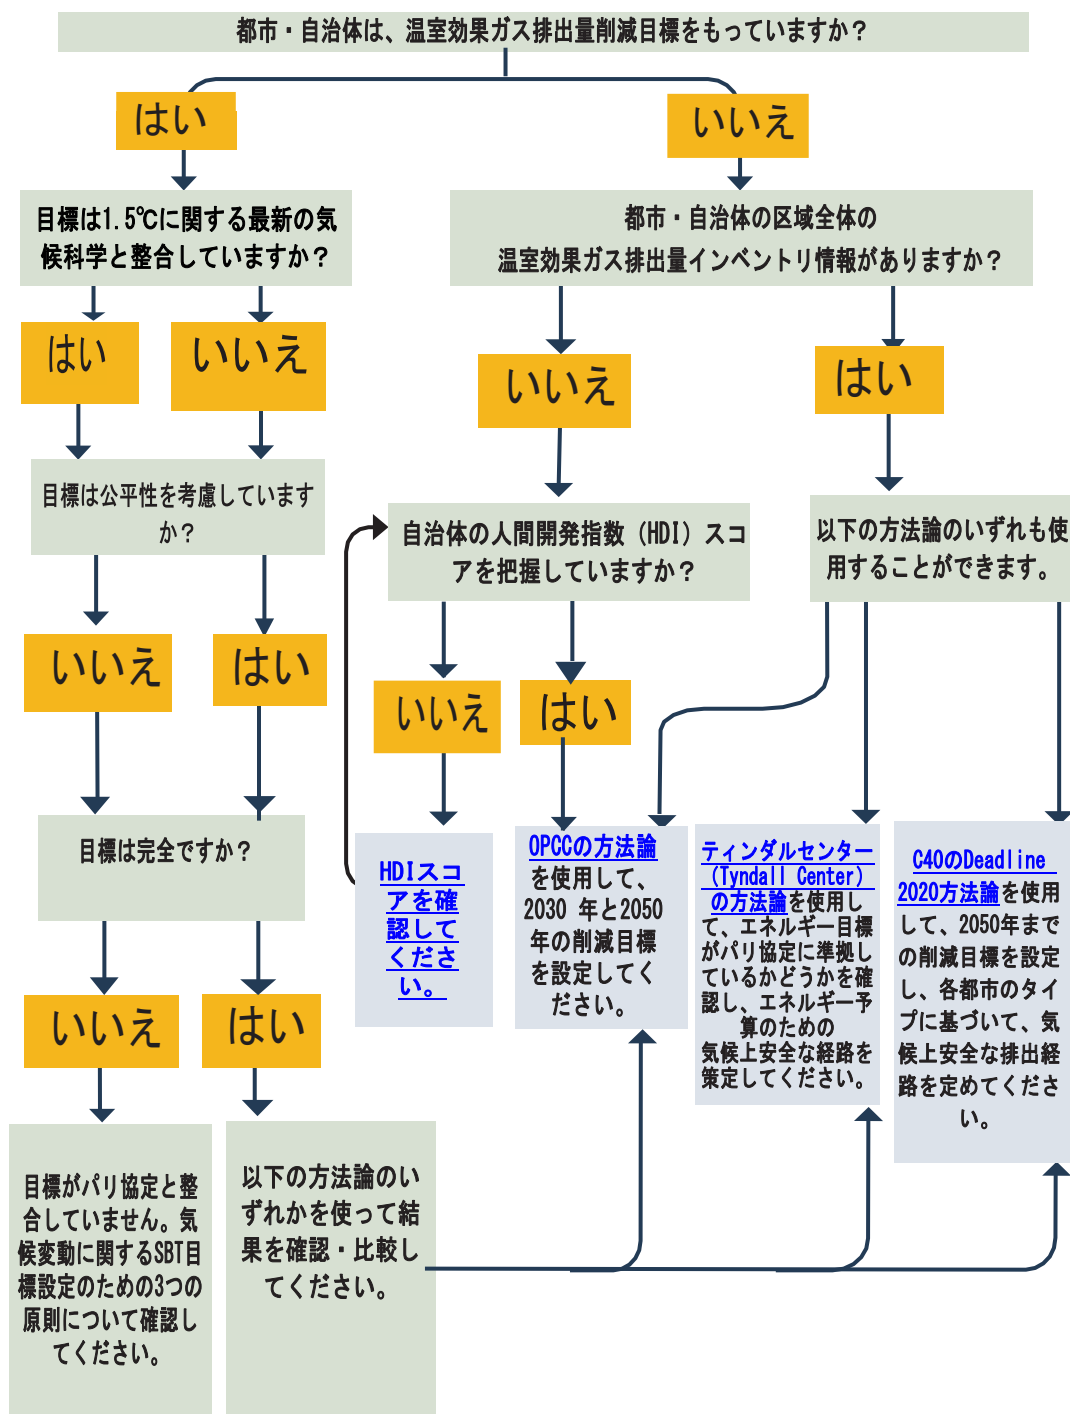 都市・自治体は、温室効果ガス排出量削減目標をもっていますか？
はい
いいえ
目標は1.5℃に関する最新の気
候科学と整合していますか？
都市・自治体の区域全体の
温室効果ガス排出量インベントリ情報がありますか？
はい
いいえ
いいえ
はい
目標は公平性を考慮しています
か？
自治体の人間開発指数（HDI）スコ
アを把握していますか？
以下の方法論のいずれも使
用することができます。
いいえ
はい
いいえ
はい
目標は完全ですか？
HDIスコ
アを確
認して
くださ
い。
OPCCの方法論
を使用して、
2030 年と2050
年の削減目標
を設定してく
ださい。
ティンダルセンター
（Tyndall Center）
の方法論を使用し
て、エネルギー目標
がパリ協定に準拠し
ているかどうかを確
認し、エネルギー予
算のための
気候上安全な経路を
策定してください。
C40のDeadline
2020方法論を使用
して、2050年まで
の削減目標を設定
し、各都市のタイ
プに基づいて、気
候上安全な排出経
路を定めてくださ
い。
いいえ
はい
目標がパリ協定と整
合していません。気
候変動に関するSBT目
標設定のための3つの
原則について確認し
てください。
以下の方法論のい
ずれかを使って結
果を確認・比較し
てください。